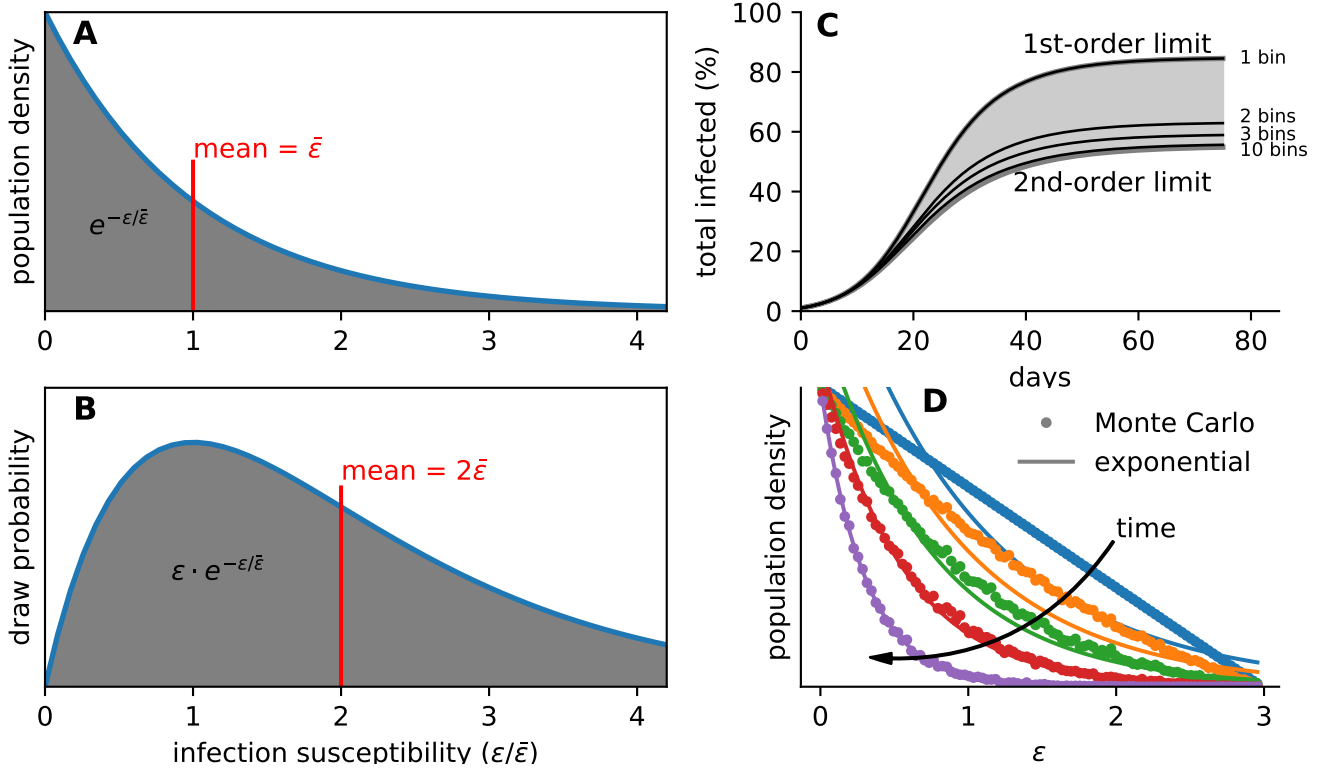 A
population density
mean = ε̄
e^{−ε/ε̄}
0 1 2 3 4
B
draw probability
mean = 2ε̄
ε · e^{−ε/ε̄}
0 1 2 3 4
infection susceptibility (ε/ε̄)
C
total infected (%)
100
80
60
40
20
0
1st-order limit
1 bin
2 bins
3 bins
10 bins
2nd-order limit
0 20 40 60 80
days
D
population density
Monte Carlo
exponential
time
0 1 2 3
ε